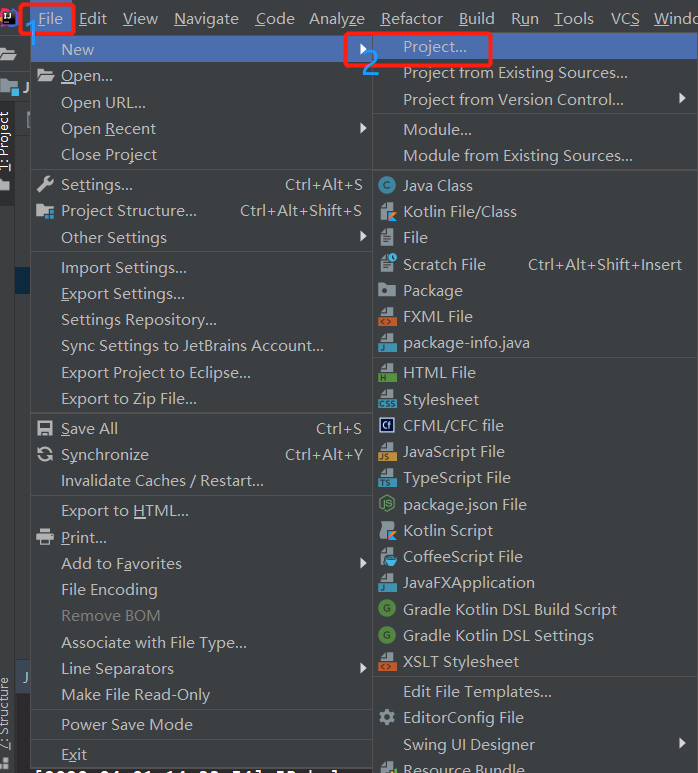 File Edit View Navigate Code Analyze Refactor Build Run Tools VCS Windo
1
New
2
Project...
Open...
Project from Existing Sources...
Open URL...
Project from Version Control...
Open Recent
Module...
Close Project
Module from Existing Sources...
Settings... Ctrl+Alt+S
Java Class
Project Structure... Ctrl+Alt+Shift+S
Kotlin File/Class
Other Settings
File
Import Settings...
Scratch File Ctrl+Alt+Shift+Insert
Export Settings...
Package
Settings Repository...
FXML File
Sync Settings to JetBrains Account...
package-info.java
Export Project to Eclipse...
HTML File
Export to Zip File...
Stylesheet
Save All Ctrl+S
CFML/CFC file
Synchronize Ctrl+Alt+Y
JavaScript File
Invalidate Caches / Restart...
TypeScript File
Export to HTML...
package.json File
Print...
Kotlin Script
Add to Favorites
CoffeeScript File
File Encoding
JavaFXApplication
Remove BOM
Gradle Kotlin DSL Build Script
Associate with File Type...
Gradle Kotlin DSL Settings
Line Separators
XSLT Stylesheet
Make File Read-Only
Edit File Templates...
Power Save Mode
EditorConfig File
Exit
Swing UI Designer
Resource Bundle
1: Project
7: Structure